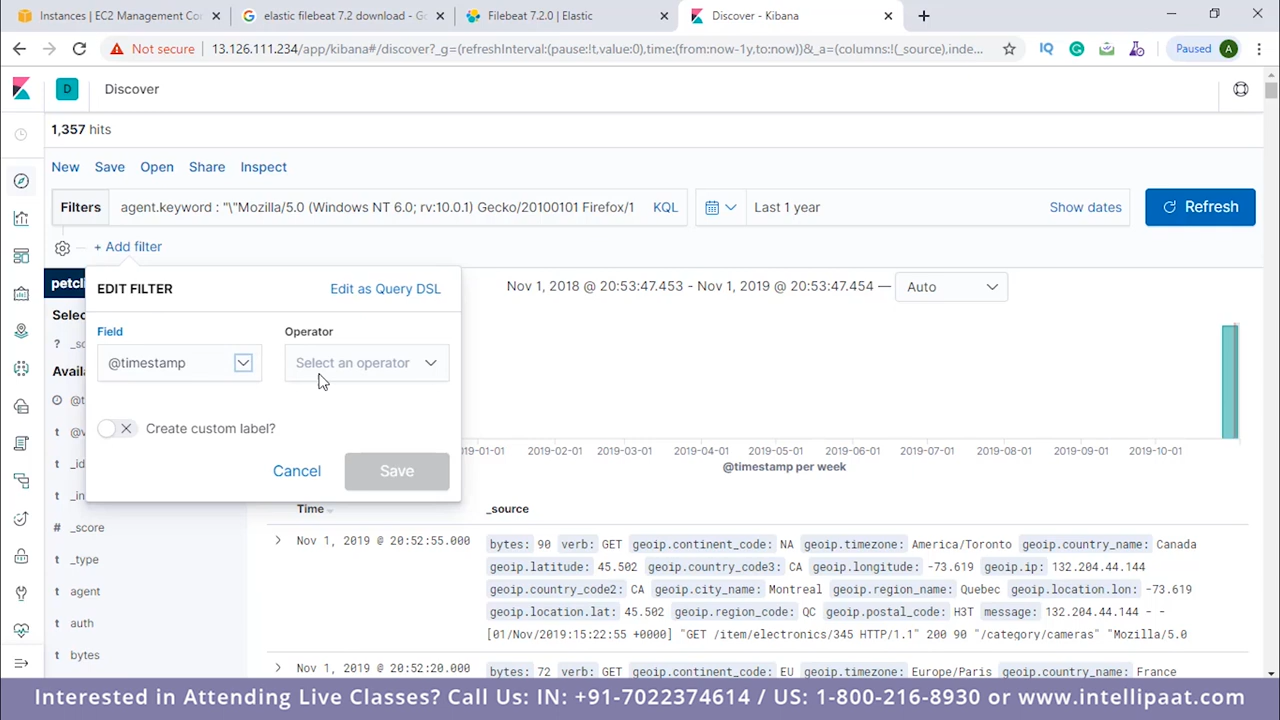 Instances | EC2 Management Co
elastic filebeat 7.2 download - G
Filebeat 7.2.0 | Elastic
Discover - Kibana
Not secure
13.126.111.234/app/kibana#/discover?_g=(refreshInterval:(pause:!t,value:0),time:(from:now-1y,to:now))&_a=(columns:!(_source),inde...
IQ
Paused
A
D
Discover
1,357 hits
New
Save
Open
Share
Inspect
Filters
agent.keyword : "\"Mozilla/5.0 (Windows NT 6.0; rv:10.0.1) Gecko/20100101 Firefox/1
KQL
Last 1 year
Show dates
Refresh
+ Add filter
petcli
EDIT FILTER
Edit as Query DSL
Nov 1, 2018 @ 20:53:47.453 - Nov 1, 2019 @ 20:53:47.454 —
Auto
Selec
Field
Operator
? _so
@timestamp
Select an operator
Availa
@t
Create custom label?
t @v
t _id
Cancel
Save
t _in
19-01-01
2019-02-01
2019-03-01
2019-04-01
2019-05-01
2019-06-01
2019-07-01
2019-08-01
2019-09-01
2019-10-01
@timestamp per week
Time
_source
# _score
t _type
t agent
t auth
t bytes
Nov 1, 2019 @ 20:52:55.000
bytes: 90 verb: GET geoip.continent_code: NA geoip.timezone: America/Toronto geoip.country_name: Canada
geoip.latitude: 45.502 geoip.country_code3: CA geoip.longitude: -73.619 geoip.ip: 132.204.44.144
geoip.country_code2: CA geoip.city_name: Montreal geoip.region_name: Quebec geoip.location.lon: -73.619
geoip.location.lat: 45.502 geoip.region_code: QC geoip.postal_code: H3T message: 132.204.44.144 - -
[01/Nov/2019:15:22:55 +0000] "GET /item/electronics/345 HTTP/1.1" 200 90 "/category/cameras" "Mozilla/5.0
Nov 1, 2019 @ 20:52:20.000
bytes: 72 verb: GET geoip.continent_code: EU geoip.timezone: Europe/Paris geoip.country_name: France
Interested in Attending Live Classes? Call Us: IN: +91-7022374614 / US: 1-800-216-8930 or www.intellipaat.com